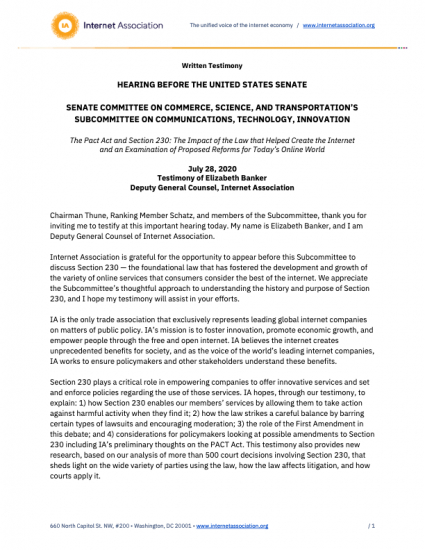 IA
Internet Association
The unified voice of the internet economy / www.internetassociation.org
Written Testimony
HEARING BEFORE THE UNITED STATES SENATE
SENATE COMMITTEE ON COMMERCE, SCIENCE, AND TRANSPORTATION'S
SUBCOMMITTEE ON COMMUNICATIONS, TECHNOLOGY, INNOVATION
The Pact Act and Section 230: The Impact of the Law that Helped Create the Internet
and an Examination of Proposed Reforms for Today's Online World
July 28, 2020
Testimony of Elizabeth Banker
Deputy General Counsel, Internet Association
Chairman Thune, Ranking Member Schatz, and members of the Subcommittee, thank you for
inviting me to testify at this important hearing today. My name is Elizabeth Banker, and I am
Deputy General Counsel of Internet Association.
Internet Association is grateful for the opportunity to appear before this Subcommittee to
discuss Section 230 — the foundational law that has fostered the development and growth of
the variety of online services that consumers consider the best of the internet. We appreciate
the Subcommittee's thoughtful approach to understanding the history and purpose of Section
230, and I hope my testimony will assist in your efforts.
IA is the only trade association that exclusively represents leading global internet companies
on matters of public policy. IA's mission is to foster innovation, promote economic growth, and
empower people through the free and open internet. IA believes the internet creates
unprecedented benefits for society, and as the voice of the world's leading internet companies,
IA works to ensure policymakers and other stakeholders understand these benefits.
Section 230 plays a critical role in empowering companies to offer innovative services and set
and enforce policies regarding the use of those services. IA hopes, through our testimony, to
explain: 1) how Section 230 enables our members' services by allowing them to take action
against harmful activity when they find it; 2) how the law strikes a careful balance by barring
certain types of lawsuits and encouraging moderation; 3) the role of the First Amendment in
this debate; and 4) considerations for policymakers looking at possible amendments to Section
230 including IA's preliminary thoughts on the PACT Act. This testimony also provides new
research, based on our analysis of more than 500 court decisions involving Section 230, that
sheds light on the wide variety of parties using the law, how the law affects litigation, and how
courts apply it.
660 North Capitol St. NW, #200 • Washington, DC 20001 • www.internetassociation.org
/ 1